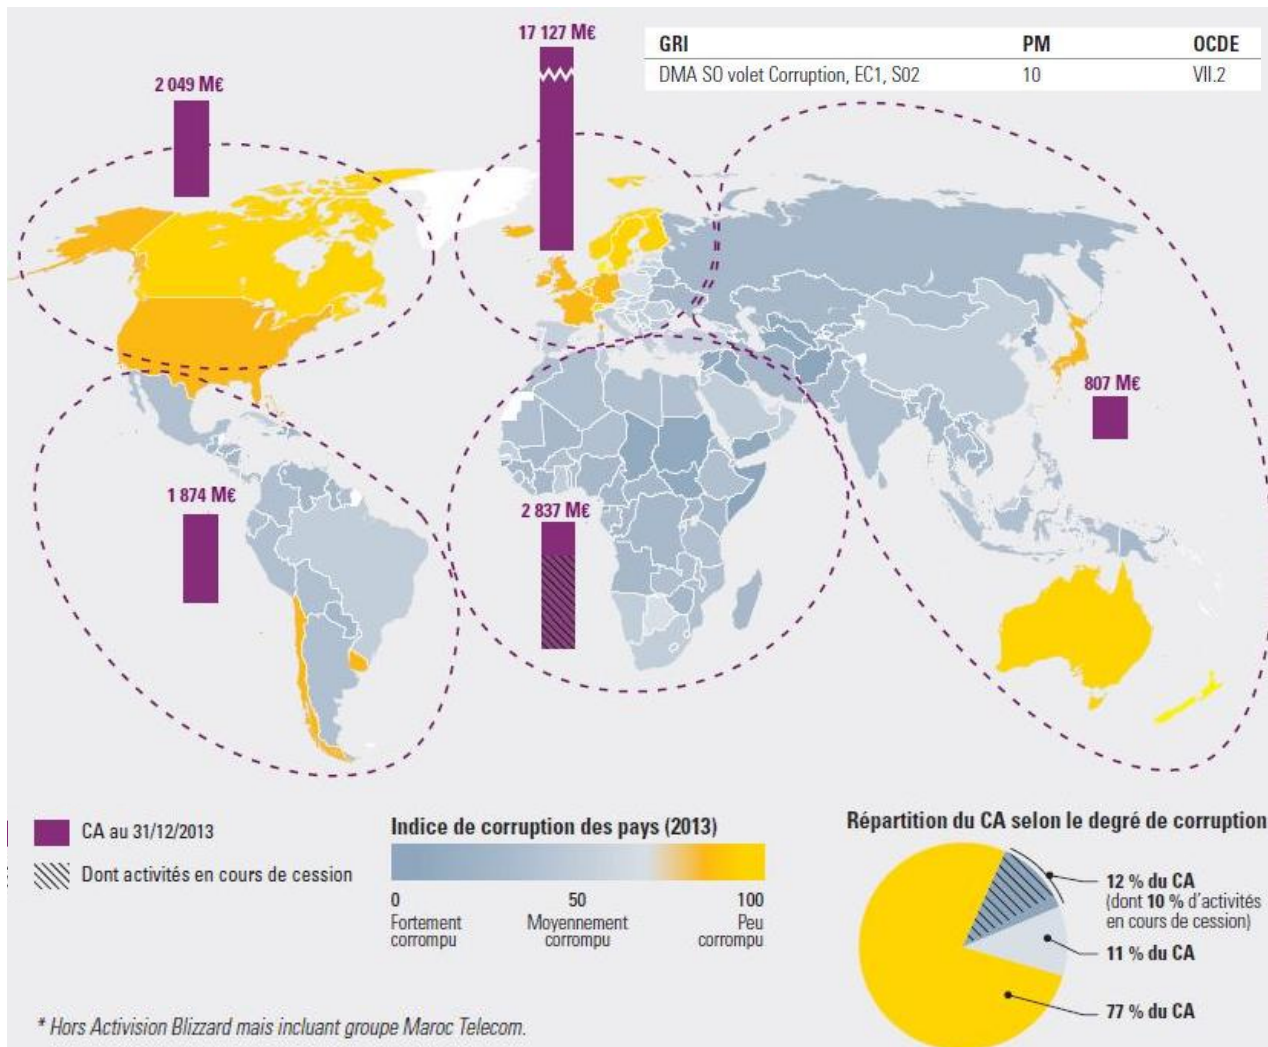 17 127 M€
GRI PM OCDE
DMA SO volet Corruption, EC1, S02 10 VII.2
2 049 M€
807 M€
1 874 M€
2 837 M€
CA au 31/12/2013
Dont activités en cours de cession
Indice de corruption des pays (2013)
0 50 100
Fortement Moyennement Peu
corrompu corrompu corrompu
Répartition du CA selon le degré de corruption
12 % du CA
(dont 10 % d'activités
en cours de cession)
11 % du CA
77 % du CA
* Hors Activision Blizzard mais incluant groupe Maroc Telecom.